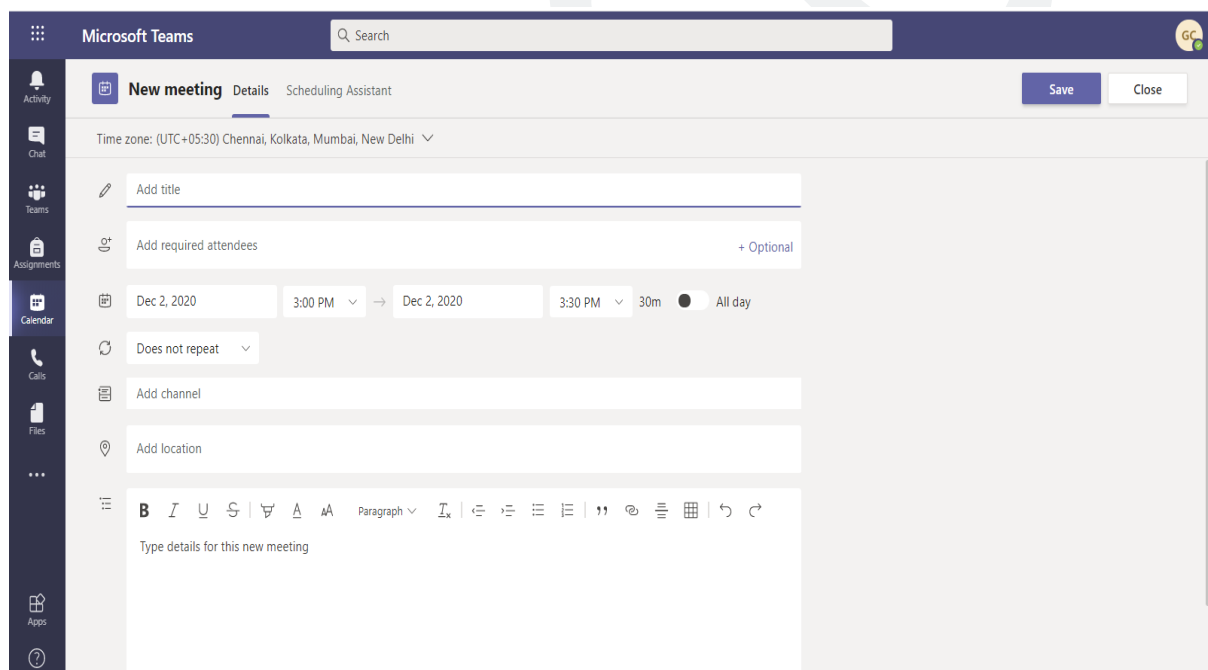 Microsoft Teams
Search
GC
Activity
Chat
Teams
Assignments
Calendar
Calls
Files
Apps
New meeting Details Scheduling Assistant
Save Close
Time zone: (UTC+05:30) Chennai, Kolkata, Mumbai, New Delhi
Add title
Add required attendees + Optional
Dec 2, 2020 3:00 PM → Dec 2, 2020 3:30 PM 30m All day
Does not repeat
Add channel
Add location
B I U S A AA Paragraph Ix
Type details for this new meeting